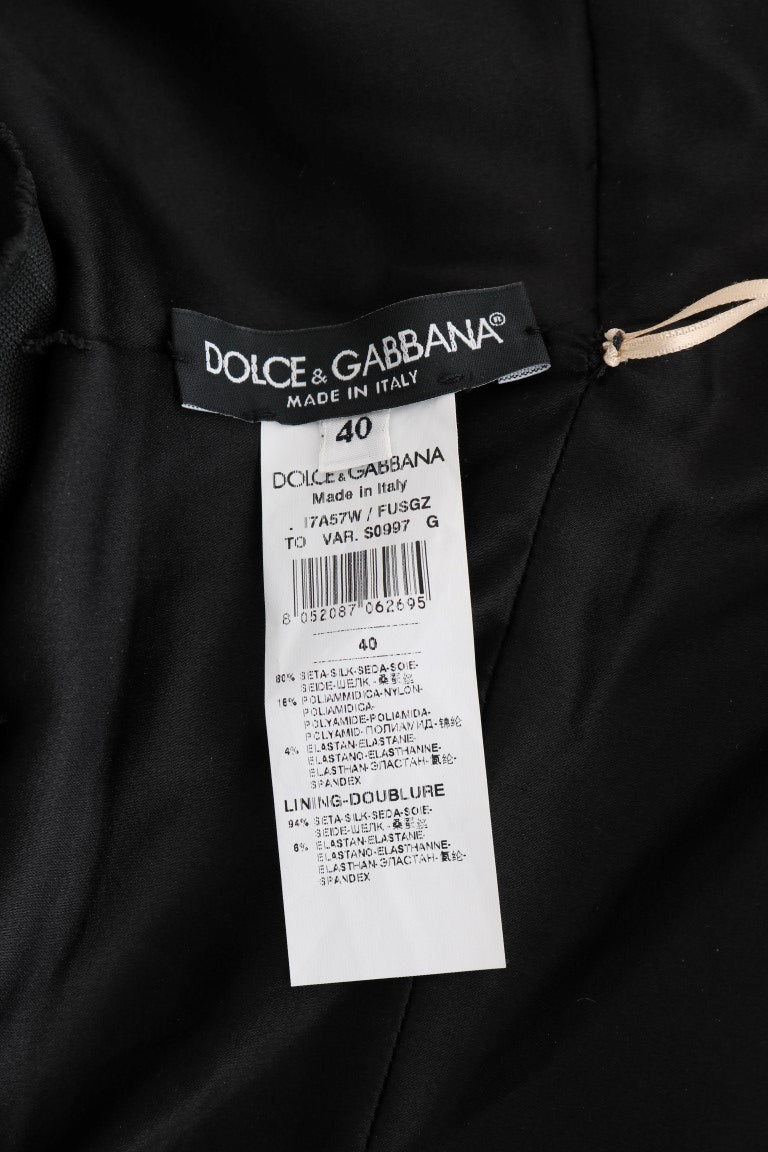 DOLCE & GABBANA®
MADE IN ITALY
40
DOLCE & GABBANA
Made in Italy
17A57W / FUSGZ
TO VAR. S0997 G
8 052087 062695
40
80% SETA-SILK-SEDA-SOIE-
SEIDE-ШЕЛК-桑蚕丝
16% POLIAMMIDICA-NYLON-
POLIAMIDICA-
POLYAMIDE-POLIAMIDA-
POLYAMID-ПОЛИАМИД-锦纶
4% ELASTAN-ELASTANE-
ELASTANO-ELASTHANNE-
ELASTHAN-ЭЛАСТАН-氨纶-
SPANDEX
LINING-DOUBLURE
94% SETA-SILK-SEDA-SOIE-
SEIDE-ШЕЛК-桑蚕丝
6% ELASTAN-ELASTANE-
ELASTANO-ELASTHANNE-
ELASTHAN-ЭЛАСТАН-氨纶-
SPANDEX